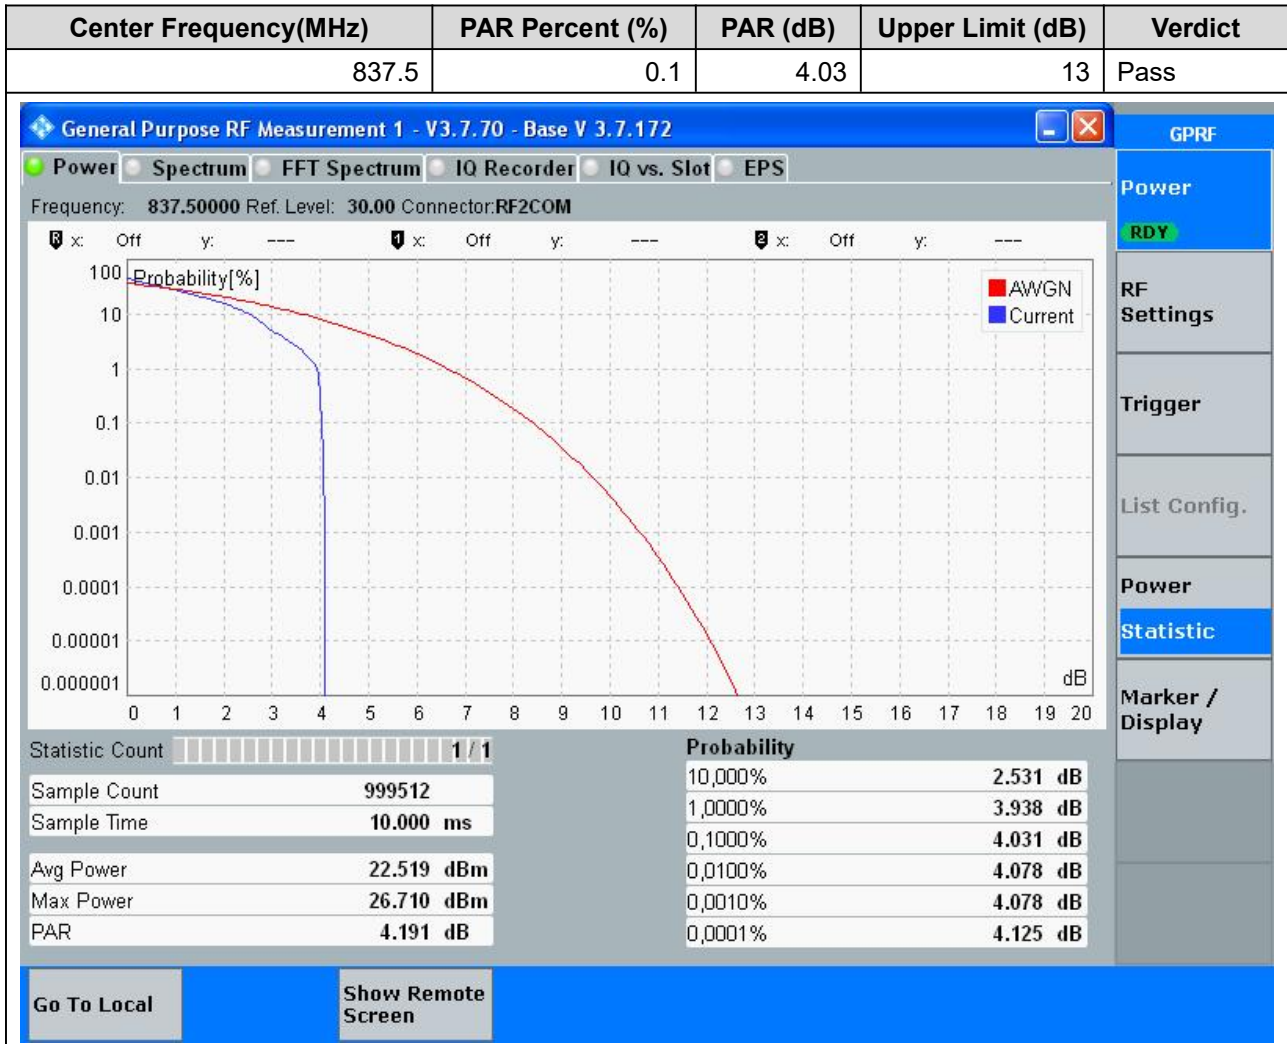 Center Frequency(MHz) PAR Percent (%) PAR (dB) Upper Limit (dB) Verdict
837.5 0.1 4.03 13 Pass
General Purpose RF Measurement 1 - V3.7.70 - Base V 3.7.172
GPRF
Power Spectrum FFT Spectrum IQ Recorder IQ vs. Slot EPS
Frequency: 837.50000 Ref. Level: 30.00 Connector:RF2COM
R x: Off y: --- 1 x: Off y: --- 2 x: Off y: ---
Probability[%]
AWGN
Current
100
10
1
0.1
0.01
0.001
0.0001
0.00001
0.000001
dB
0 1 2 3 4 5 6 7 8 9 10 11 12 13 14 15 16 17 18 19 20
Statistic Count 1 / 1
Sample Count 999512
Sample Time 10.000 ms
Avg Power 22.519 dBm
Max Power 26.710 dBm
PAR 4.191 dB
Probability
10,000% 2.531 dB
1,0000% 3.938 dB
0,1000% 4.031 dB
0,0100% 4.078 dB
0,0010% 4.078 dB
0,0001% 4.125 dB
Power
RDY
RF
Settings
Trigger
List Config.
Power
Statistic
Marker /
Display
Go To Local
Show Remote
Screen